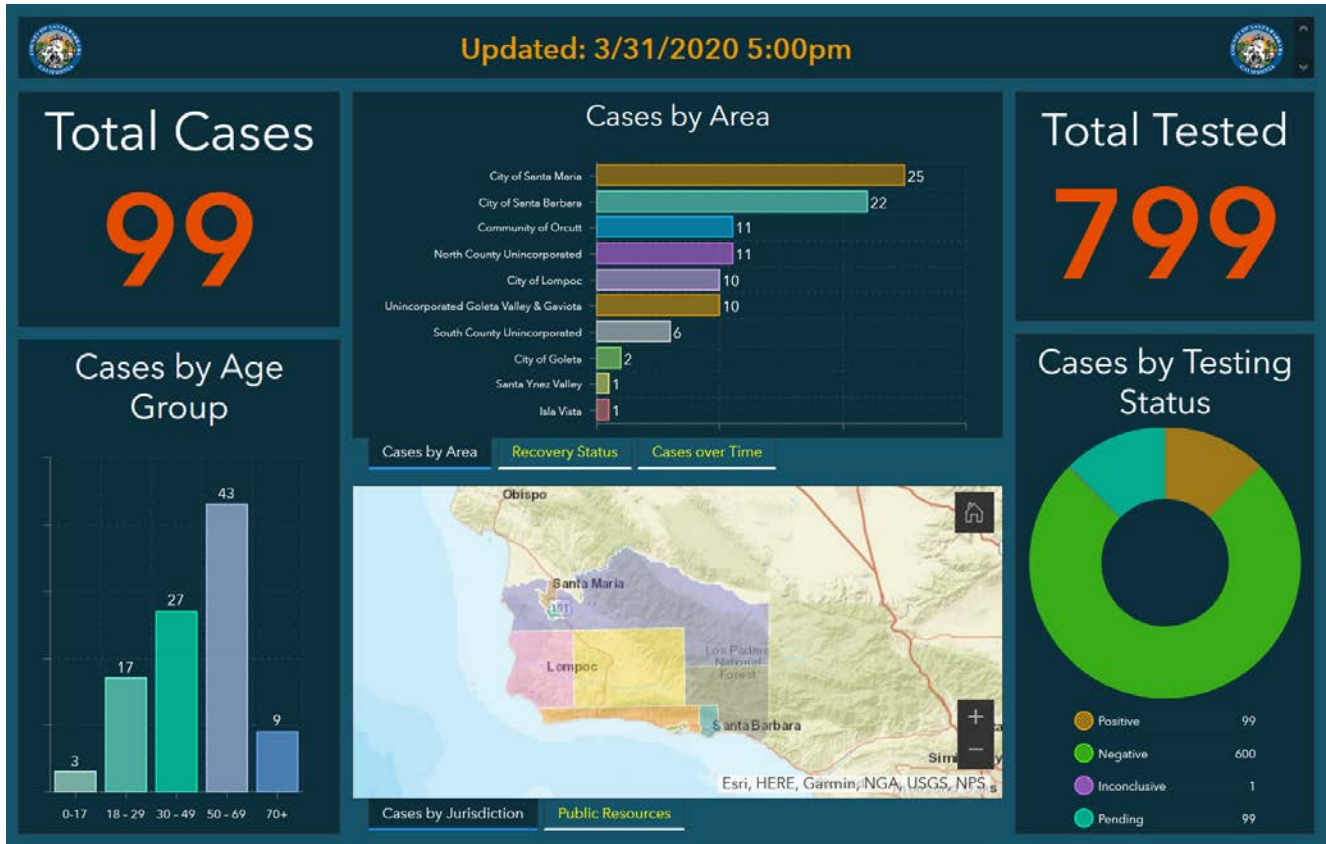 Updated: 3/31/2020 5:00pm
Total Cases
99
Cases by Area
City of Santa Maria 25
City of Santa Barbara 22
Community of Orcutt 11
North County Unincorporated 11
City of Lompoc 10
Unincorporated Goleta Valley & Gaviota 10
South County Unincorporated 6
City of Goleta 2
Santa Ynez Valley 1
Isla Vista 1
Cases by Area Recovery Status Cases over Time
Total Tested
799
Cases by Age
Group
43
27
17
9
3
0-17 18 - 29 30 - 49 50 - 69 70+
Obispo
Santa Maria
101
Los Padres
National
Forest
Lompoc
Santa Barbara
+
−
Esri, HERE, Garmin, NGA, USGS, NPS
Cases by Jurisdiction Public Resources
Cases by Testing
Status
Positive 99
Negative 600
Inconclusive 1
Pending 99